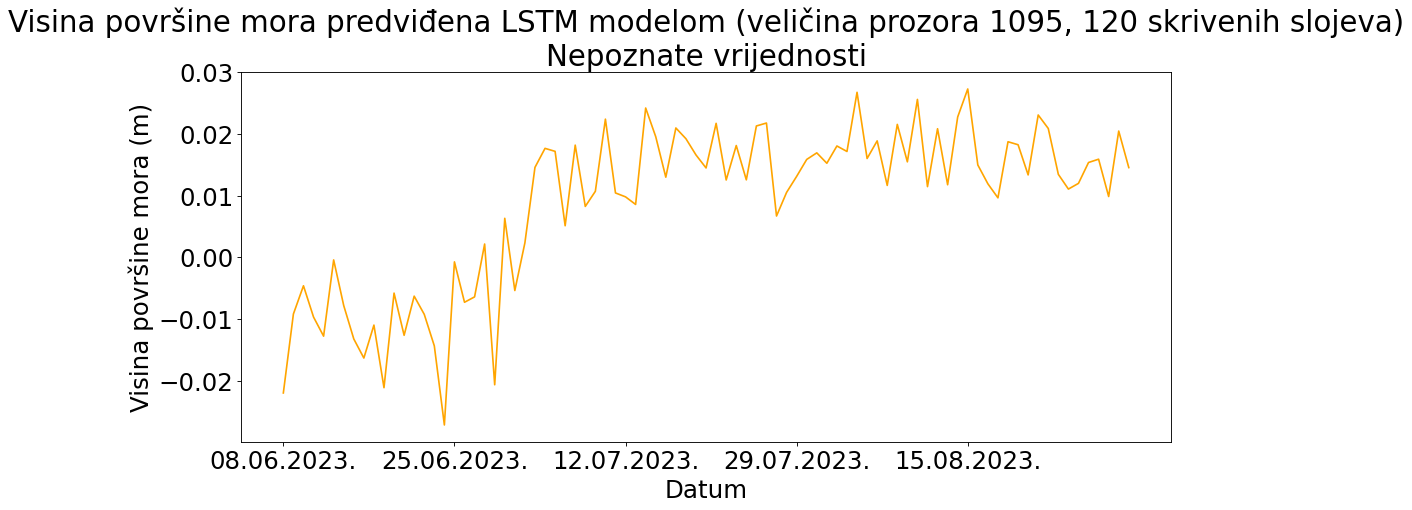 Visina površine mora predviđena LSTM modelom (veličina prozora 1095, 120 skrivenih slojeva)
Nepoznate vrijednosti
Visina površine mora (m)
0.03
0.02
0.01
0.00
−0.01
−0.02
08.06.2023. 25.06.2023. 12.07.2023. 29.07.2023. 15.08.2023.
Datum